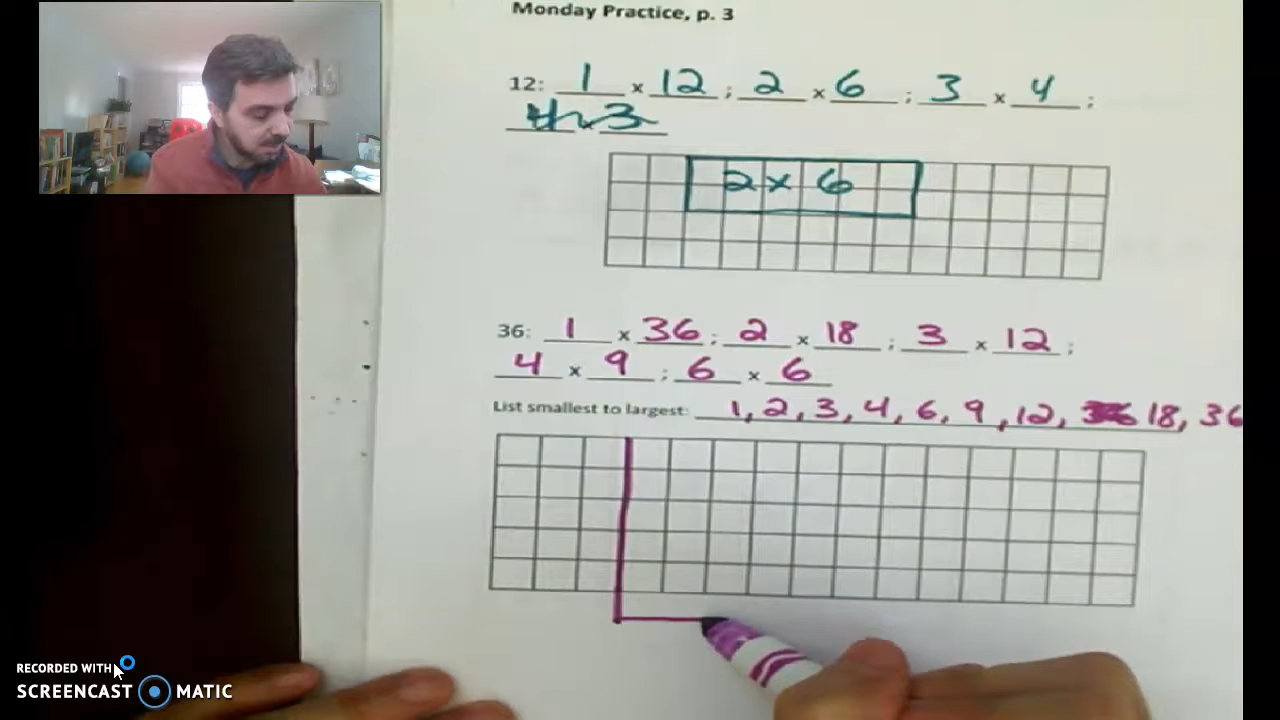 Monday Practice, p. 3
12: 1 x 12 ; 2 x 6 ; 3 x 4 ;
4 x 3
2 x 6
36: 1 x 36 ; 2 x 18 ; 3 x 12 ;
4 x 9 ; 6 x 6
List smallest to largest: 1, 2, 3, 4, 6, 9, 12, 36 18, 36
RECORDED WITH
SCREENCAST MATIC